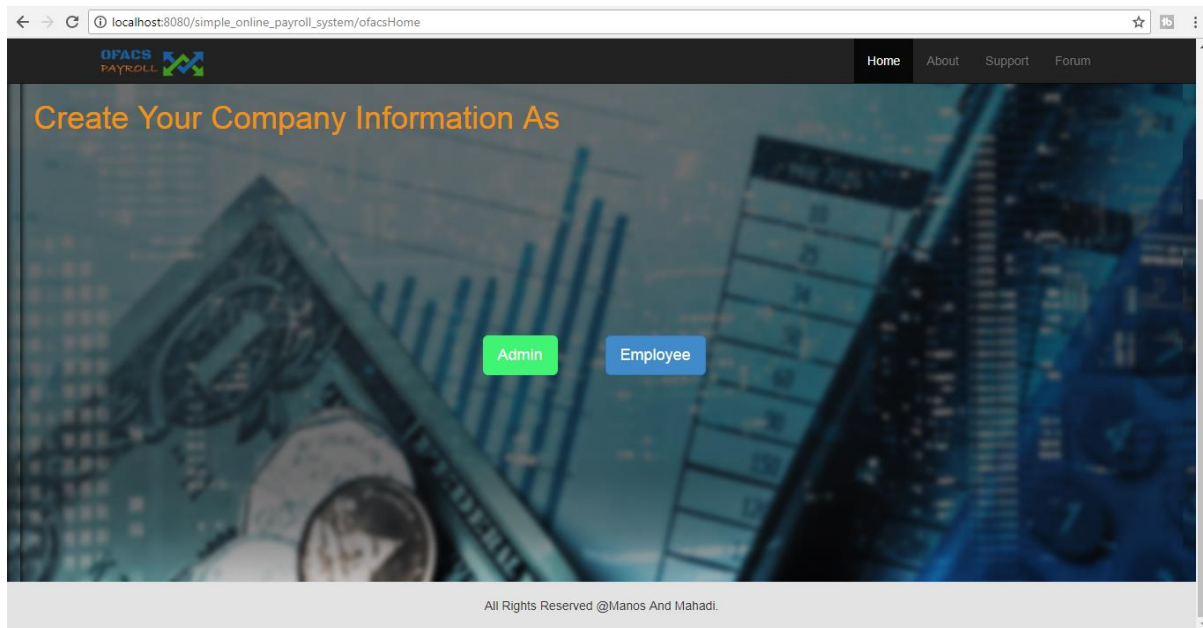 localhost:8080/simple_online_payroll_system/ofacsHome
OFACS
PAYROLL
Home About Support Forum
Create Your Company Information As
Admin Employee
All Rights Reserved @Manos And Mahadi.